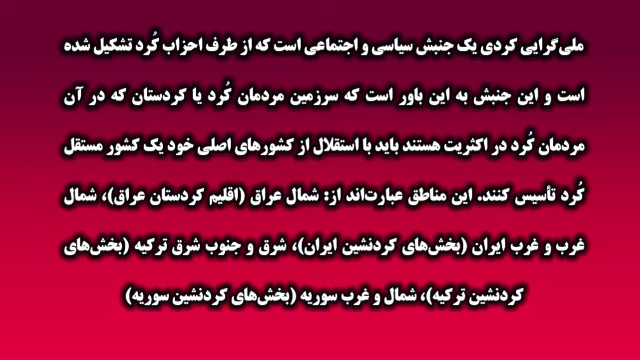 ملی‌گرایی کردی یک جنبش سیاسی و اجتماعی است که از طرف احزاب کُرد تشکیل شده
است و این جنبش به این باور است که سرزمین مردمان کُرد یا کردستان که در آن
مردمان کُرد در اکثریت هستند باید با استقلال از کشورهای اصلی خود یک کشور مستقل
کُرد تأسیس کنند. این مناطق عبارت‌اند از: شمال عراق (اقلیم کردستان عراق)، شمال
غرب و غرب ایران (بخش‌های کردنشین ایران)، شرق و جنوب شرق ترکیه (بخش‌های
کردنشین ترکیه)، شمال و غرب سوریه (بخش‌های کردنشین سوریه)